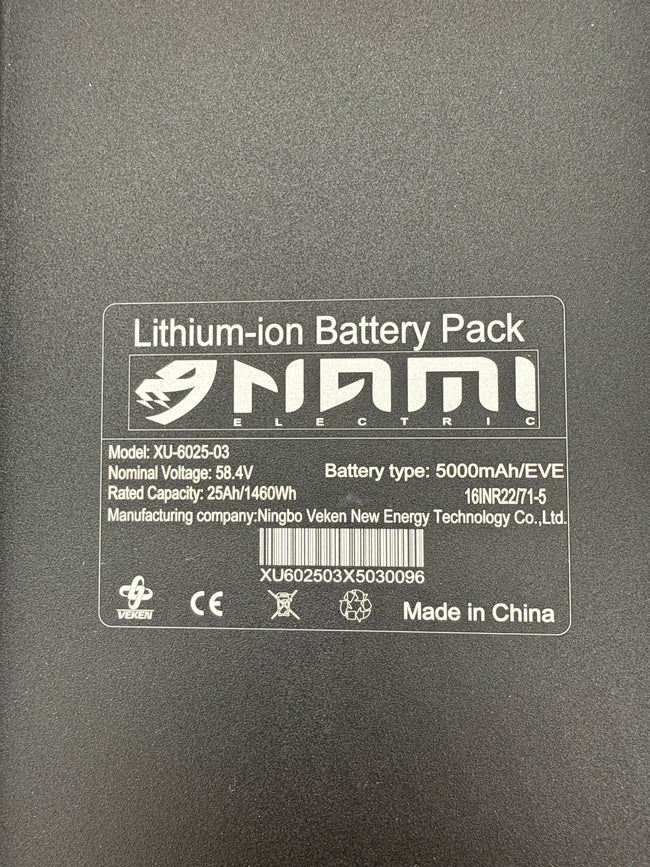 Lithium-ion Battery Pack
NAMI
ELECTRIC
Model: XU-6025-03
Nominal Voltage: 58.4V
Battery type: 5000mAh/EVE
Rated Capacity: 25Ah/1460Wh
16INR22/71-5
Manufacturing company:Ningbo Veken New Energy Technology Co.,Ltd.
XU602503X5030096
VEKEN
CE
Made in China